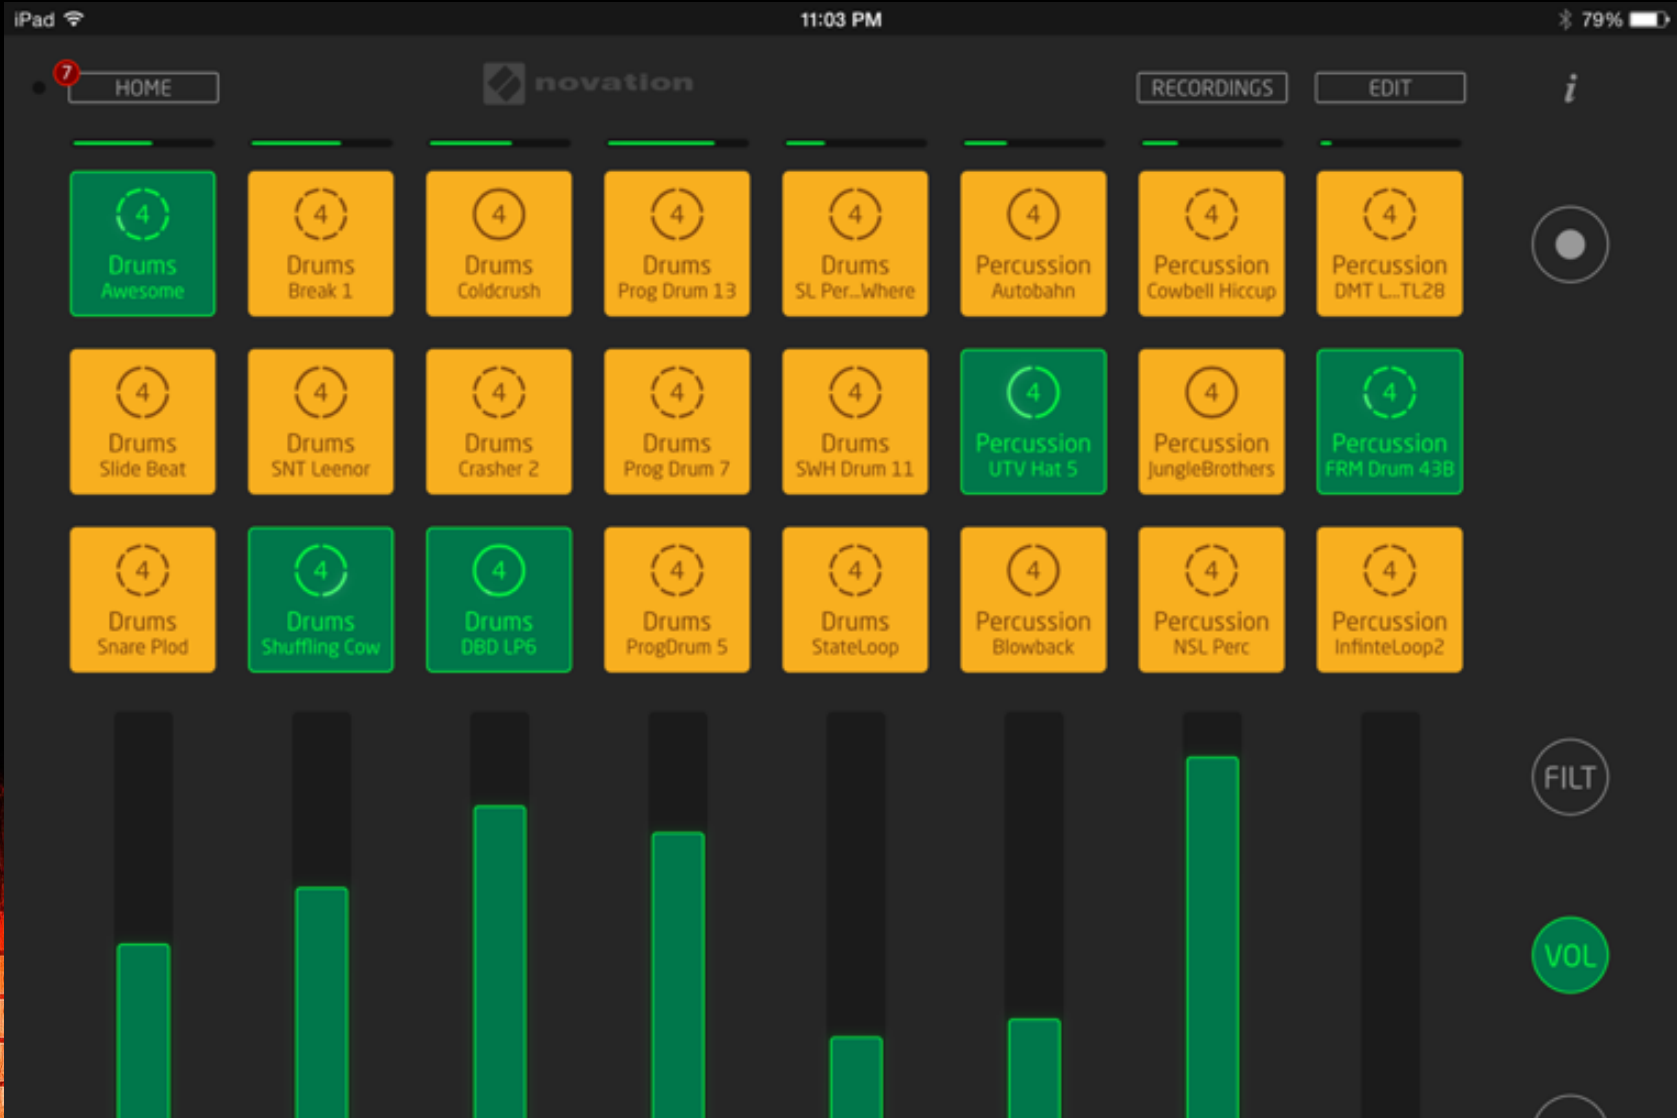 iPad 11:03 PM 79%
7 HOME novation RECORDINGS EDIT i
4 4 4 4 4 4 4 4
Drums Drums Drums Drums Drums Percussion Percussion Percussion
Awesome Break 1 Coldcrush Prog Drum 13 SL Per...Where Autobahn Cowbell Hiccup DMT L...TL28
4 4 4 4 4 4 4 4
Drums Drums Drums Drums Drums Percussion Percussion Percussion
Slide Beat SNT Leenor Crasher 2 Prog Drum 7 SWH Drum 11 UTV Hat 5 JungleBrothers FRM Drum 43B
4 4 4 4 4 4 4 4
Drums Drums Drums Drums Drums Percussion Percussion Percussion
Snare Plod Shuffling Cow DBD LP6 ProgDrum 5 StateLoop Blowback NSL Perc InfinteLoop2
FILT
VOL